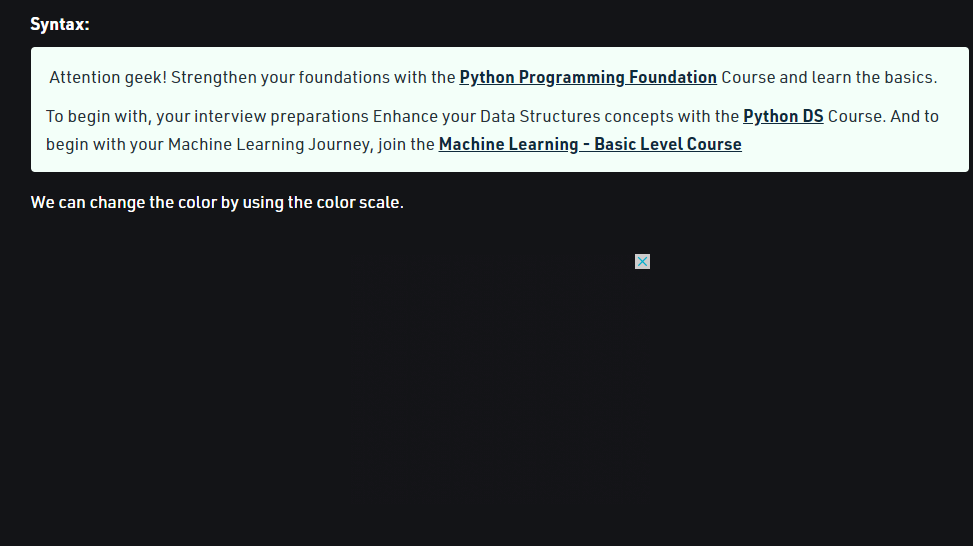 Syntax:
Attention geek! Strengthen your foundations with the Python Programming Foundation Course and learn the basics.
To begin with, your interview preparations Enhance your Data Structures concepts with the Python DS Course. And to
begin with your Machine Learning Journey, join the Machine Learning - Basic Level Course
We can change the color by using the color scale.